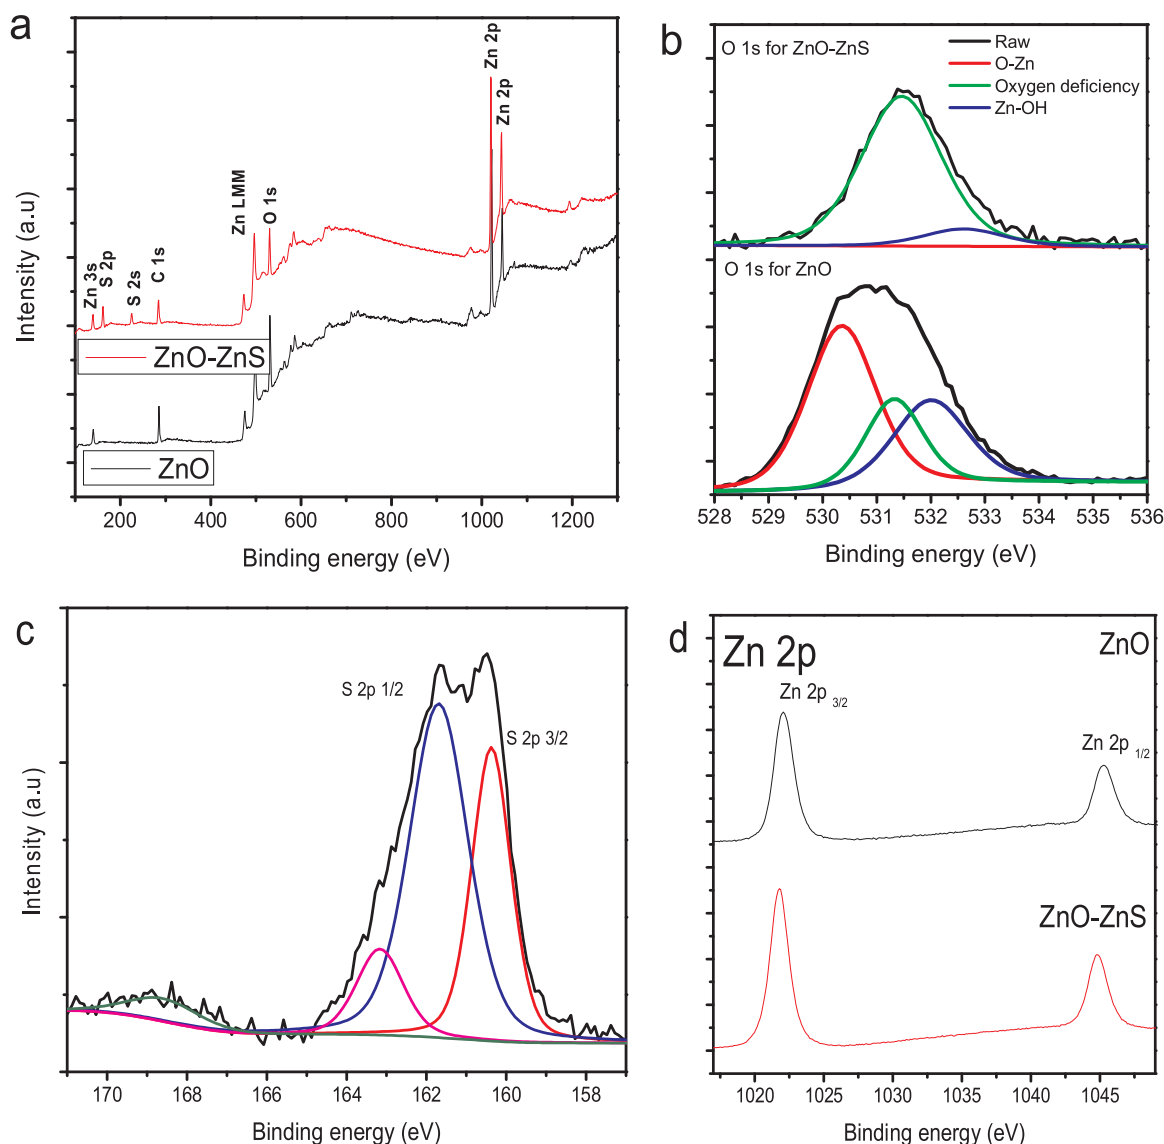 a
Intensity (a.u)
Zn 3s
S 2p
S 2s
C 1s
Zn LMM
O 1s
Zn 2p
Zn 2p
ZnO-ZnS
ZnO
200 400 600 800 1000 1200
Binding energy (eV)
b
O 1s for ZnO-ZnS
Raw
O-Zn
Oxygen deficiency
Zn-OH
O 1s for ZnO
528 529 530 531 532 533 534 535 536
Binding energy (eV)
c
Intensity (a.u)
S 2p 1/2
S 2p 3/2
170 168 166 164 162 160 158
Binding energy (eV)
d
Zn 2p
ZnO
Zn 2p 3/2
Zn 2p 1/2
ZnO-ZnS
1020 1025 1030 1035 1040 1045
Binding energy (eV)